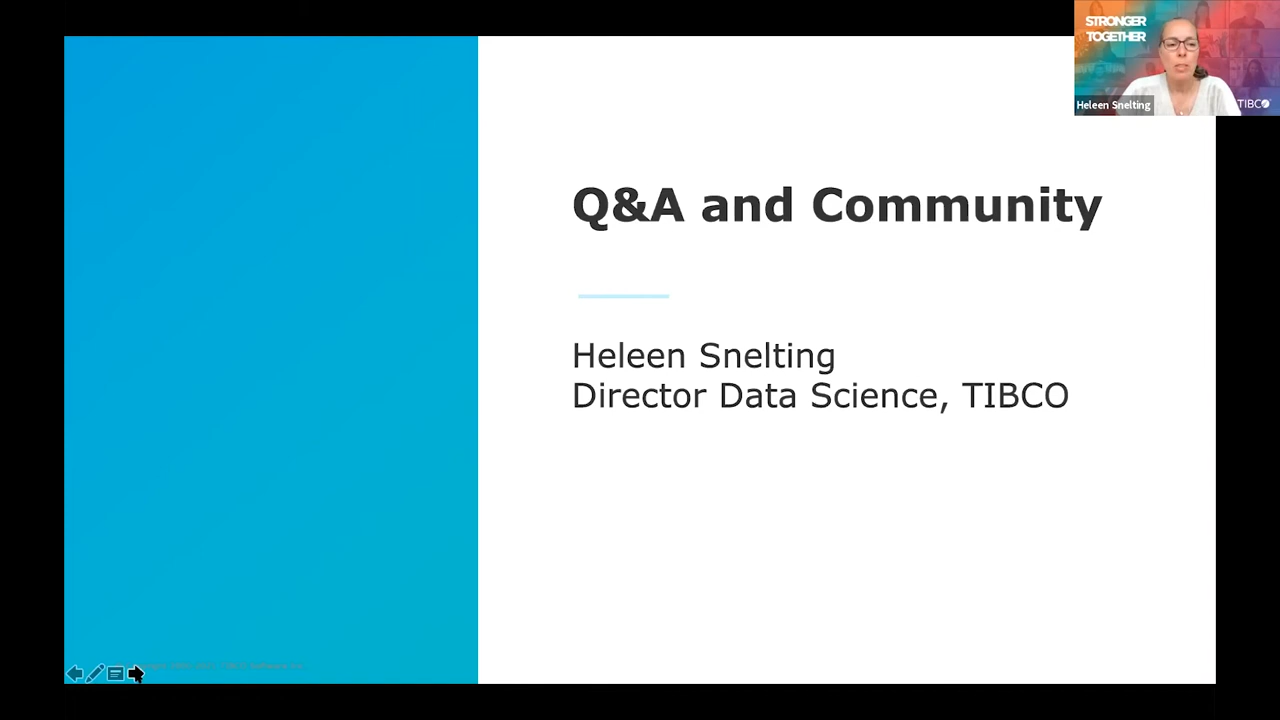 STRONGER
TOGETHER
Heleen Snelting
TIBCO
Q&A and Community
Heleen Snelting
Director Data Science, TIBCO